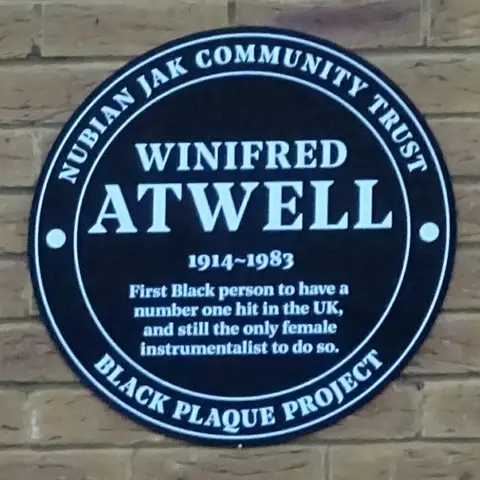 NUBIAN JAK COMMUNITY TRUST
WINIFRED
ATWELL
1914~1983
First Black person to have a
number one hit in the UK,
and still the only female
instrumentalist to do so.
BLACK PLAQUE PROJECT